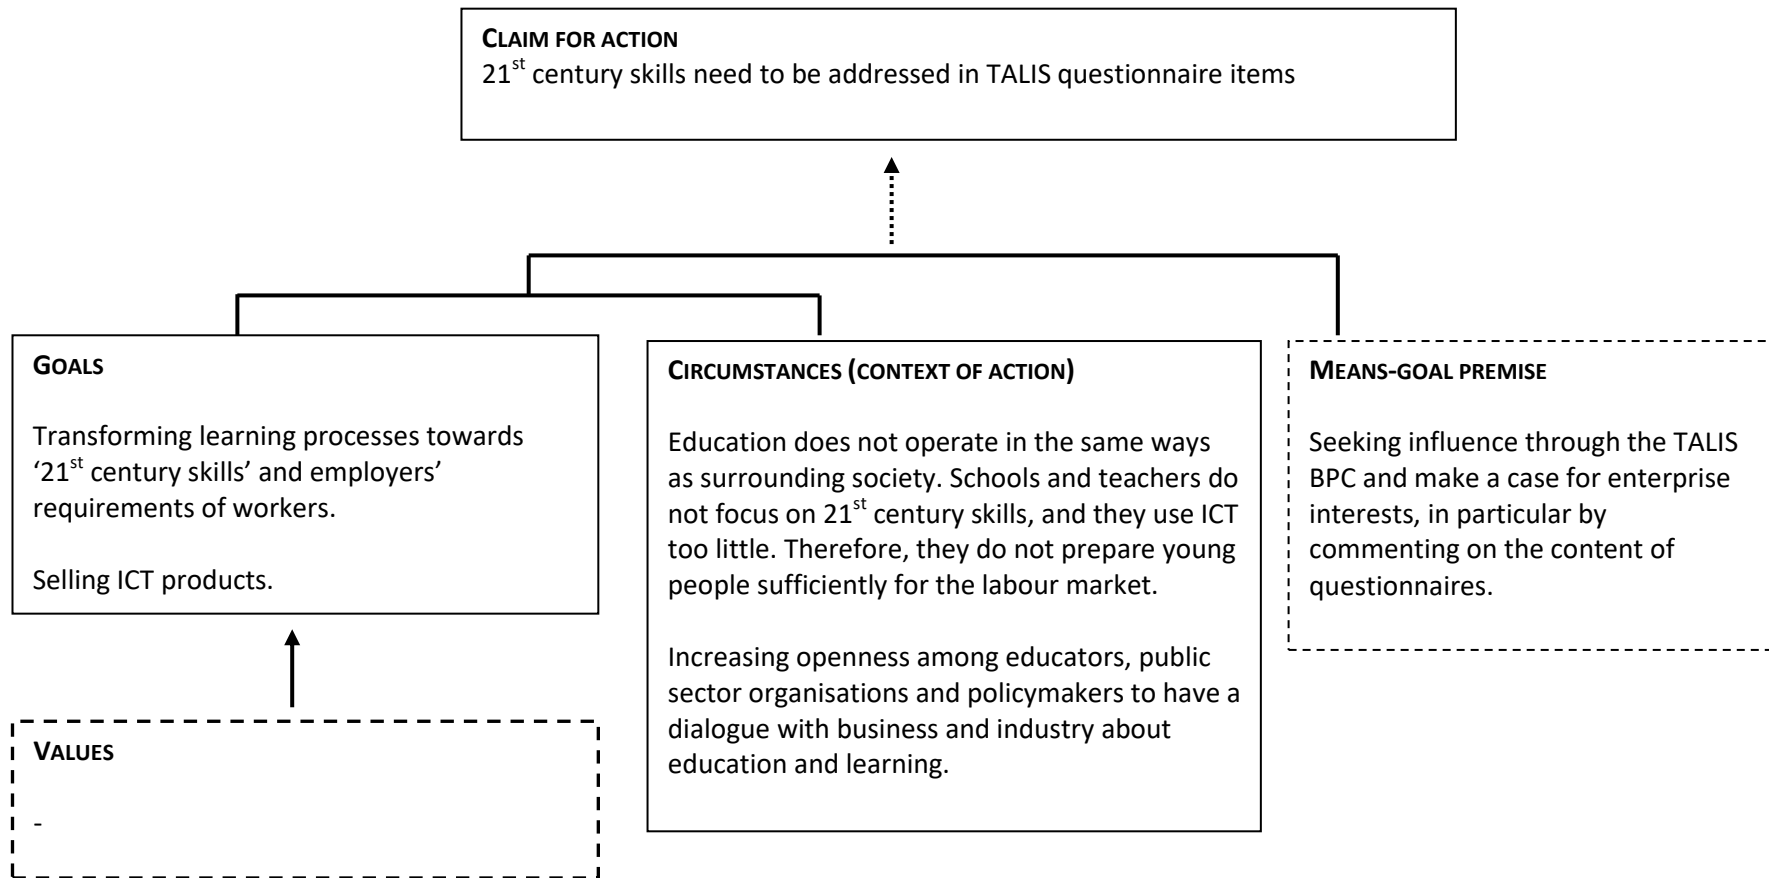 CLAIM FOR ACTION
21st century skills need to be addressed in TALIS questionnaire items
GOALS
Transforming learning processes towards
‘21st century skills’ and employers’
requirements of workers.
Selling ICT products.
CIRCUMSTANCES (CONTEXT OF ACTION)
Education does not operate in the same ways
as surrounding society. Schools and teachers do
not focus on 21st century skills, and they use ICT
too little. Therefore, they do not prepare young
people sufficiently for the labour market.
Increasing openness among educators, public
sector organisations and policymakers to have a
dialogue with business and industry about
education and learning.
MEANS-GOAL PREMISE
Seeking influence through the TALIS
BPC and make a case for enterprise
interests, in particular by
commenting on the content of
questionnaires.
VALUES
-